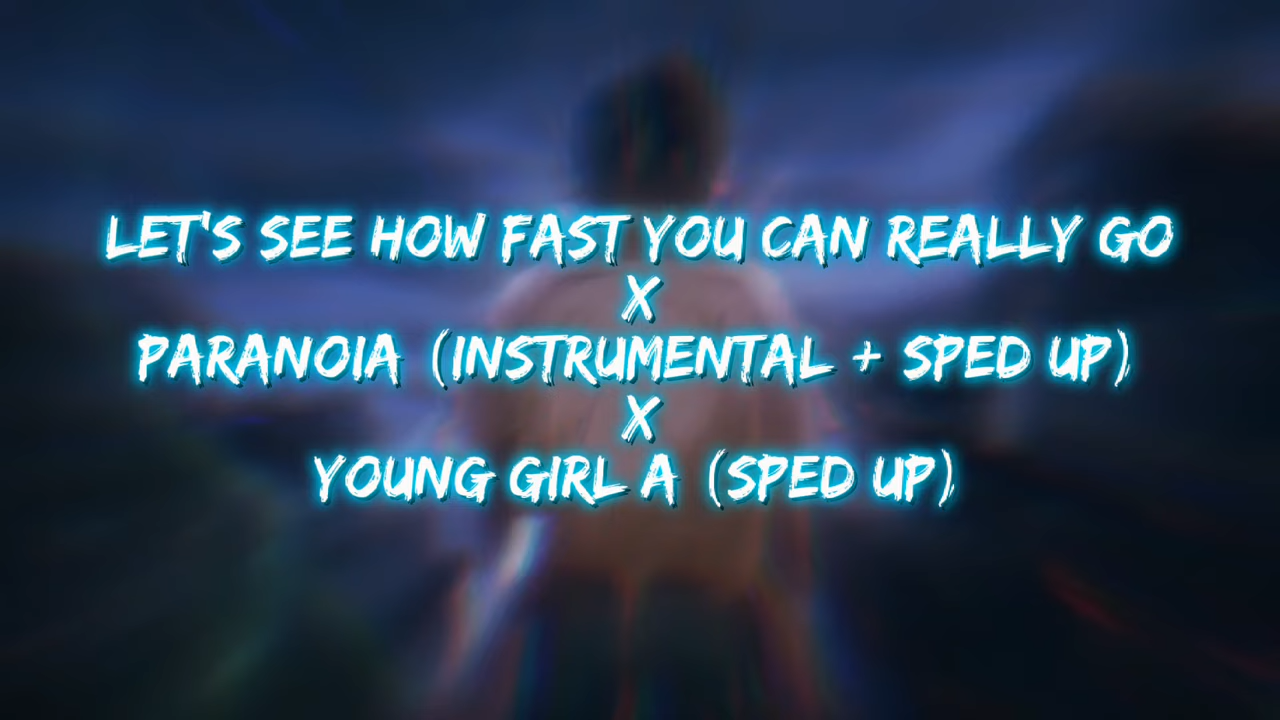 LET'S SEE HOW FAST YOU CAN REALLY GO
X
PARANOIA (INSTRUMENTAL + SPED UP)
X
YOUNG GIRL A (SPED UP)